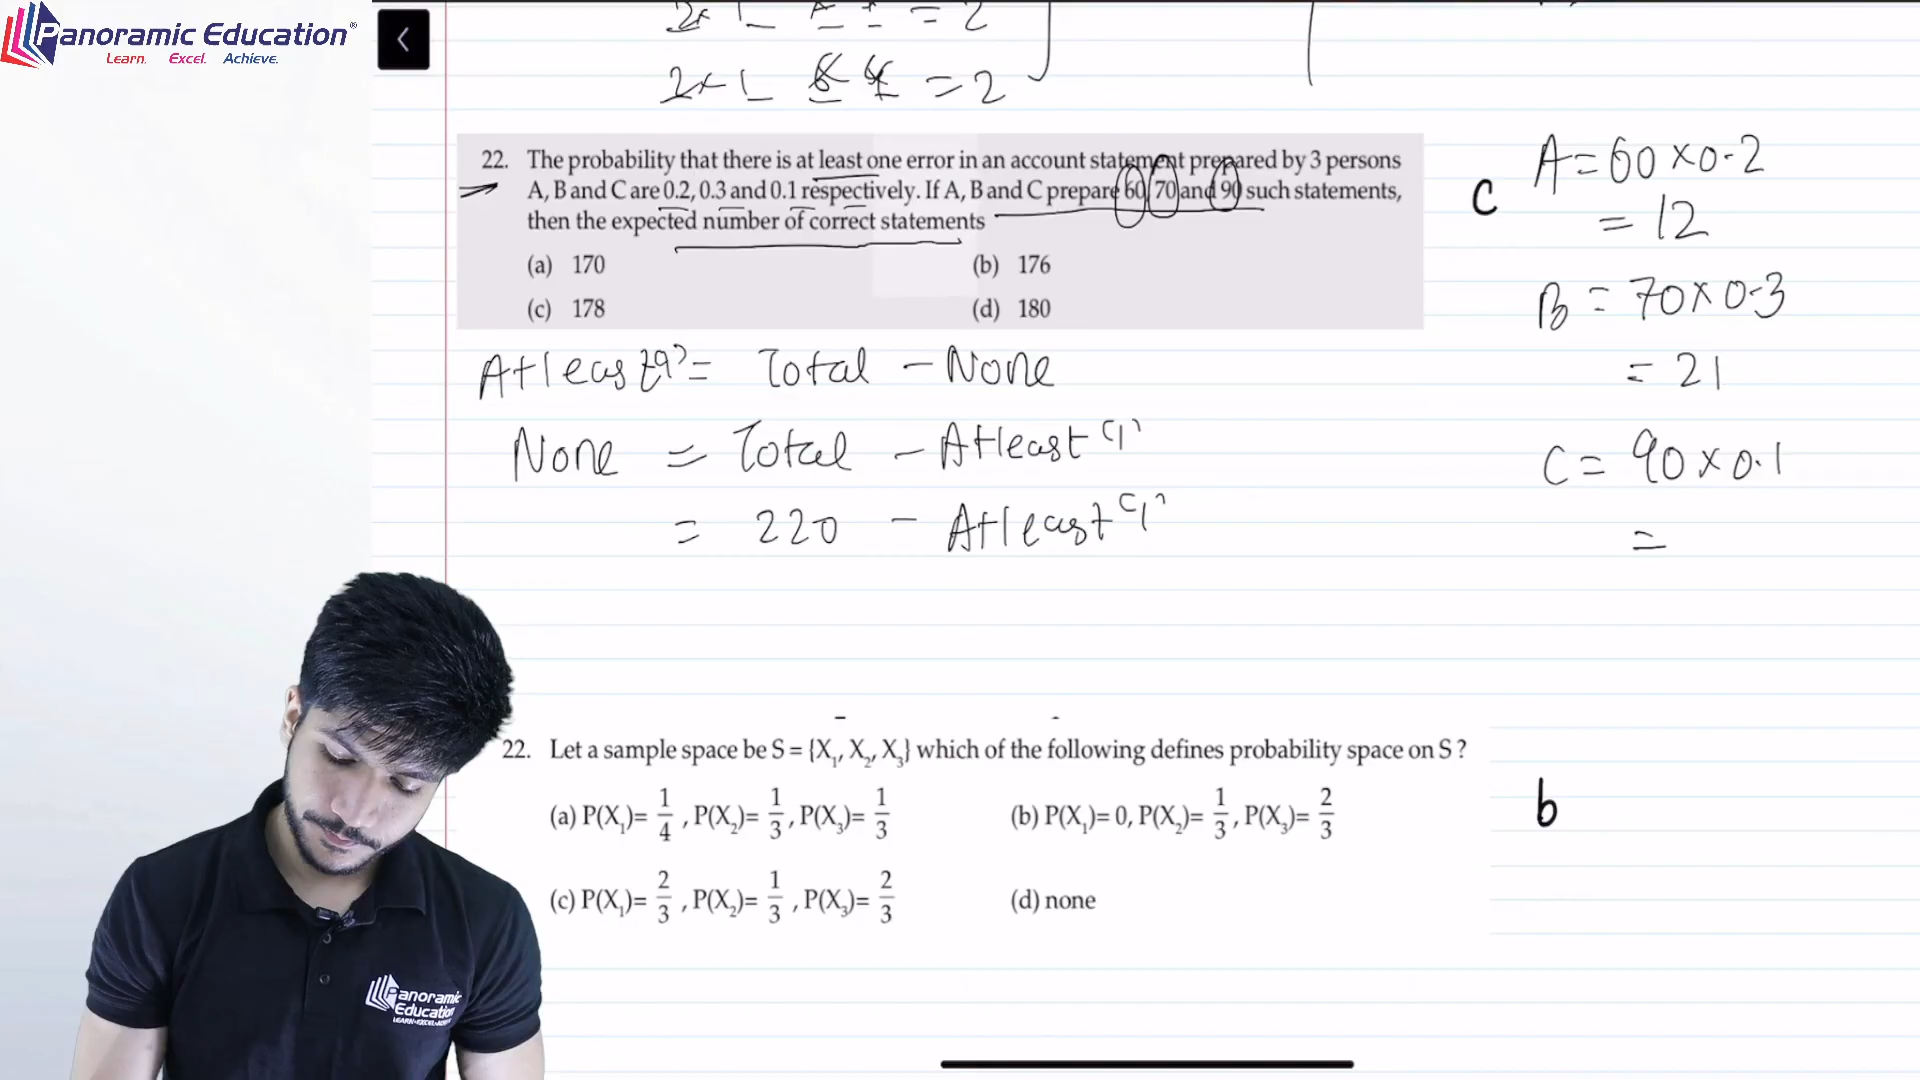 Panoramic Education®
Learn. Excel. Achieve.
= 2
2×1 = 2
22. The probability that there is at least one error in an account statement prepared by 3 persons
A, B and C are 0.2, 0.3 and 0.1 respectively. If A, B and C prepare 60, 70 and 90 such statements,
then the expected number of correct statements
(a) 170 (b) 176
(c) 178 (d) 180
C
A = 60 × 0.2
= 12
B = 70 × 0.3
= 21
C = 90 × 0.1
=
Atleast '1' = Total - None
None = Total - Atleast '1'
= 220 - Atleast '1'
22. Let a sample space be S = {X₁, X₂, X₃} which of the following defines probability space on S ?
(a) P(X₁)= 1/4 , P(X₂)= 1/3 , P(X₃)= 1/3 (b) P(X₁)= 0, P(X₂)= 1/3 , P(X₃)= 2/3
b
(c) P(X₁)= 2/3 , P(X₂)= 1/3 , P(X₃)= 2/3 (d) none
Panoramic
Education
LEARN•EXCEL•ACHIEVE